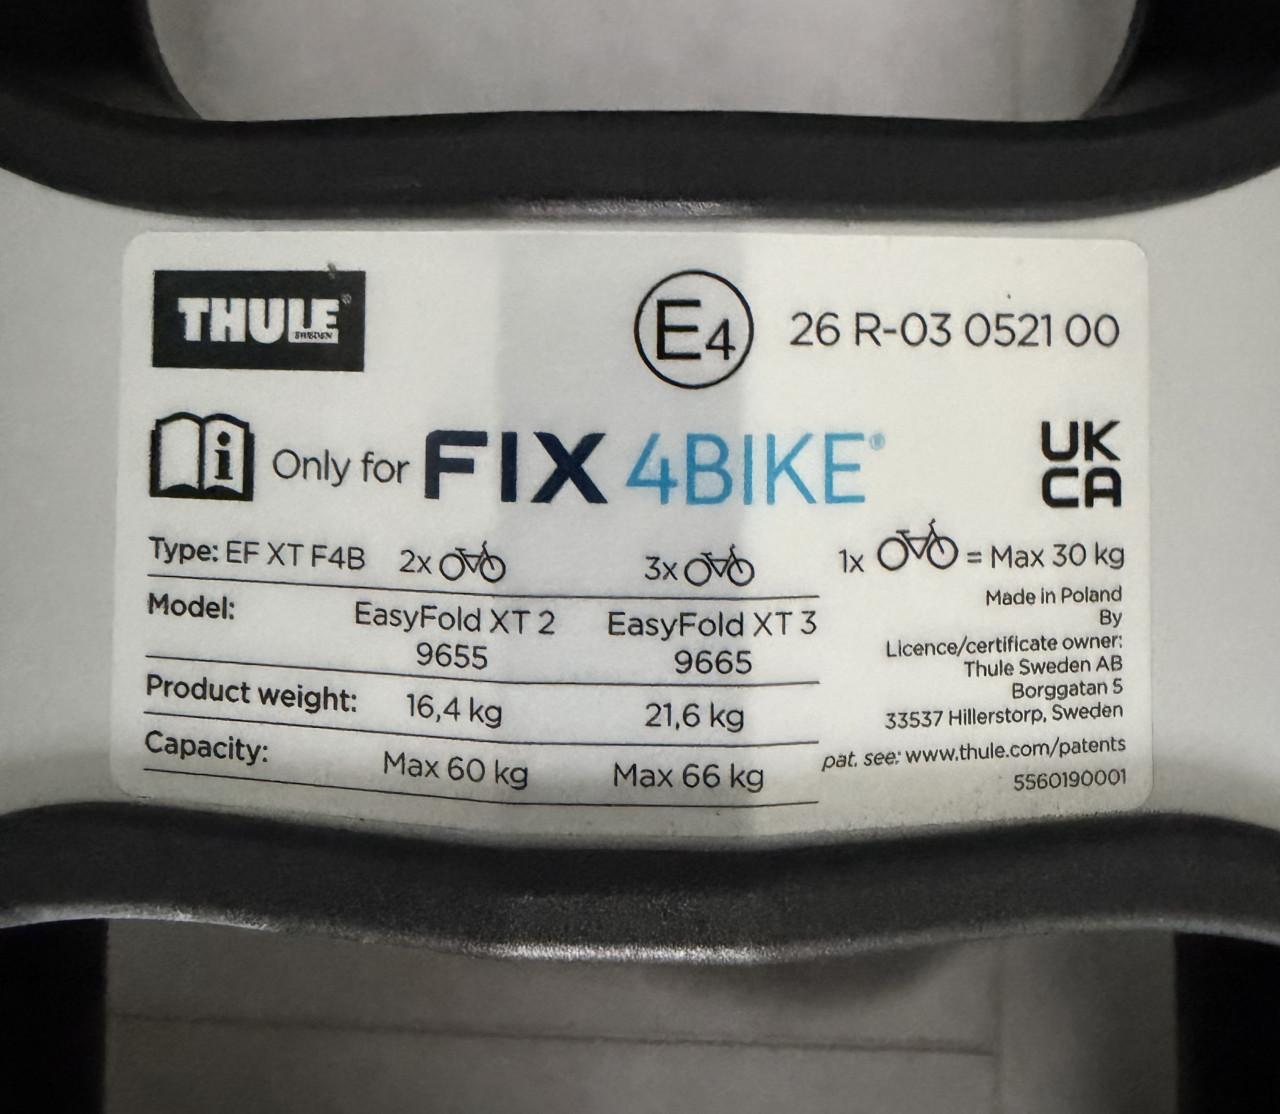 THULE®
SWEDEN
E4 26 R-03 0521 00
i Only for FIX4BIKE®
UK
CA
Type: EF XT F4B 2x 3x
1x = Max 30 kg
Model: EasyFold XT 2 EasyFold XT 3
9655 9665
Product weight: 16,4 kg 21,6 kg
Capacity: Max 60 kg Max 66 kg
Made in Poland
By
Licence/certificate owner:
Thule Sweden AB
Borggatan 5
33537 Hillerstorp, Sweden
pat. see: www.thule.com/patents
5560190001